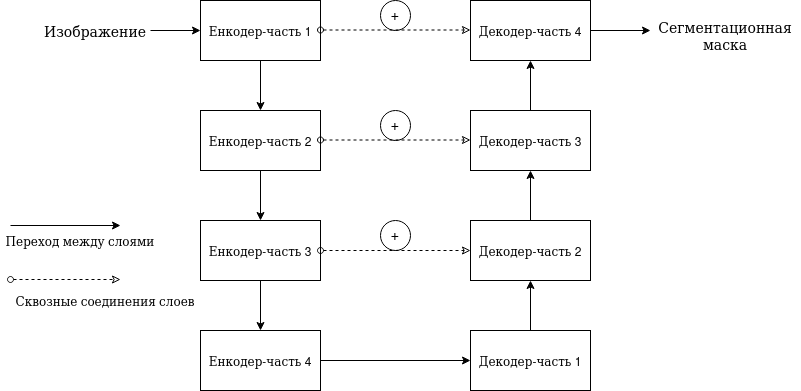 Изображение
Енкодер-часть 1
+
Декодер-часть 4
Сегментационная
маска
Енкодер-часть 2
+
Декодер-часть 3
Переход между слоями
Енкодер-часть 3
+
Декодер-часть 2
Сквозные соединения слоев
Енкодер-часть 4
Декодер-часть 1